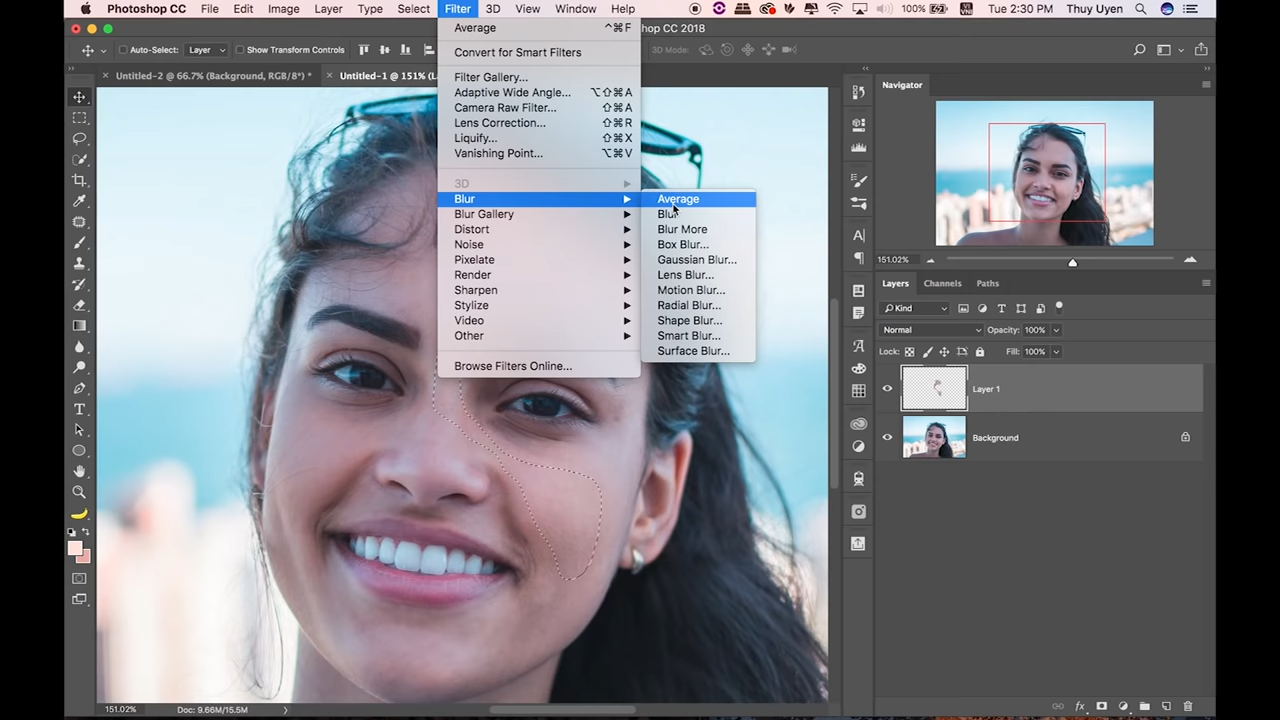 Photoshop CC File Edit Image Layer Type Select Filter 3D View Window Help 100% Tue 2:30 PM Thuy Uyen
shop CC 2018
Auto-Select: Layer Show Transform Controls 3D Mode:
Untitled-2 @ 66.7% (Background, RGB/8*) *
Untitled-1 @ 151% (L
Average ^⌘F
Convert for Smart Filters
Filter Gallery...
Adaptive Wide Angle... ⌥⇧⌘A
Camera Raw Filter... ⇧⌘A
Lens Correction... ⇧⌘R
Liquify... ⇧⌘X
Vanishing Point... ⌥⌘V
3D
Blur
Blur Gallery
Distort
Noise
Pixelate
Render
Sharpen
Stylize
Video
Other
Browse Filters Online...
Average
Blur
Blur More
Box Blur...
Gaussian Blur...
Lens Blur...
Motion Blur...
Radial Blur...
Shape Blur...
Smart Blur...
Surface Blur...
Navigator
151.02%
Layers Channels Paths
Kind
Normal Opacity: 100%
Lock: Fill: 100%
Layer 1
Background
151.02% Doc: 9.66M/15.5M